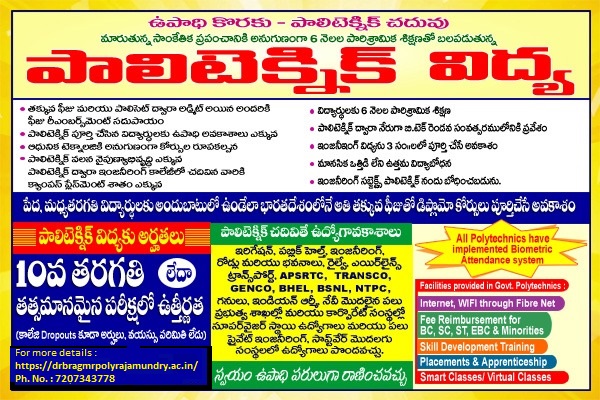 ఉపాధి కొరకు - పాలిటెక్నిక్ చదువు
మారుతున్న సాంకేతిక ప్రపంచానికి అనుగుణంగా 6 నెలల పారిశ్రామిక శిక్షణతో బలపడుతున్న
పాలిటెక్నిక్ విద్య
• తక్కువ ఫీజు మరియు పాలిసెట్ ద్వారా అడ్మిట్ అయిన అందరికి
ఫీజు రీఎంబర్స్‌మెంట్ సదుపాయం
• పాలిటెక్నిక్ పూర్తి చేసిన విద్యార్థులకు ఉపాధి అవకాశాలు ఎక్కువ
• ఆధునిక టెక్నాలజికి అనుగుణంగా కోర్సుల రూపకల్పన
• పాలిటెక్నిక్ వలన నైపుణ్యాభివృద్ధి ఎక్కువ
పాలిటెక్నిక్ ద్వారా ఇంజనీరింగ్ కాలేజీలో చదివిన వారికి
క్యాంపస్ ప్లేస్‌మెంట్ శాతం ఎక్కువ
• విద్యార్థులకు 6 నెలల పారిశ్రామిక శిక్షణ
• పాలిటెక్నిక్ ద్వారా నేరుగా బి.టెక్ రెండవ సంవత్సరములోనికి ప్రవేశం
• ఇంజనీరింగ్ విద్యను 3 సం॥లలో పూర్తి చేసే అవకాశం
• మానసిక ఒత్తిడి లేని ఉత్తమ విద్యాబోధన
• ఇంజనీరింగ్ సబ్జెక్ట్స్ పాలిటెక్నిక్ నందు బోధించబడును.
పేద, మధ్యతరగతి విద్యార్థులకు అందుబాటులో ఉండేలా భారతదేశంలోనే అతి తక్కువ ఫీజుతో డిప్లొమా కోర్సులు పూర్తిచేసే అవకాశం
పాలిటెక్నిక్ విద్యకు అర్హతలు
10వ తరగతి లేదా
తత్సమానమైన పరీక్షలో ఉత్తీర్ణత
(కాలేజి Dropouts కూడా అర్హులు, వయస్సు పరిమితి లేదు)
For more details :
https://drbragmrpolyrajamundry.ac.in/
Ph. No. : 7207343778
పాలిటెక్నిక్ చదివితే ఉద్యోగావకాశాలు
ఇరిగేషన్, పబ్లిక్ హెల్త్, ఇంజనీరింగ్,
రోడ్లు మరియు భవనాలు, రైల్వే, ఎయిర్‌లైన్స్
ట్రాన్స్‌పోర్ట్. APSRTC, TRANSCO,
GENCO, BHEL, BSNL, NTPC,
గనులు, ఇండియన్ ఆర్మీ, నేవీ మొదలైన పలు
ప్రభుత్వ శాఖల్లో మరియు కార్పొరేట్ సంస్థల్లో
సూపర్‌వైజర్ స్థాయి ఉద్యోగాలు మరియు పలు
ప్రైవేట్ ఇంజనీరింగ్, సాఫ్ట్‌వేర్ మొదలగు
సంస్థలలో ఉద్యోగాలు పొందవచ్చు.
స్వయం ఉపాధి పరులుగా రాణించవచ్చు
All Polytechnics have
implemented Biometric
Attendance system
Facilities provided in Govt. Polytechnics :
Internet, WIFI through Fibre Net
Fee Reimbursement for
BC, SC, ST, EBC & Minorities
Skill Development Training
Placements & Apprenticeship
Smart Classes/ Virtual Classes